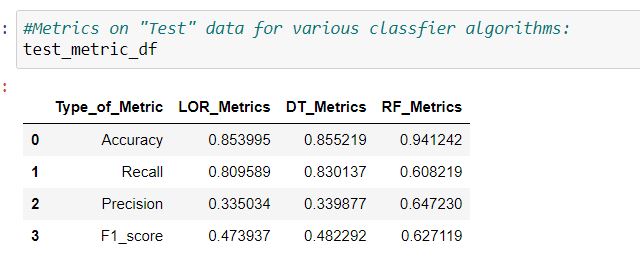 : #Metrics on "Test" data for various classfier algorithms:
test_metric_df
:
Type_of_Metric LOR_Metrics DT_Metrics RF_Metrics
0 Accuracy 0.853995 0.855219 0.941242
1 Recall 0.809589 0.830137 0.608219
2 Precision 0.335034 0.339877 0.647230
3 F1_score 0.473937 0.482292 0.627119